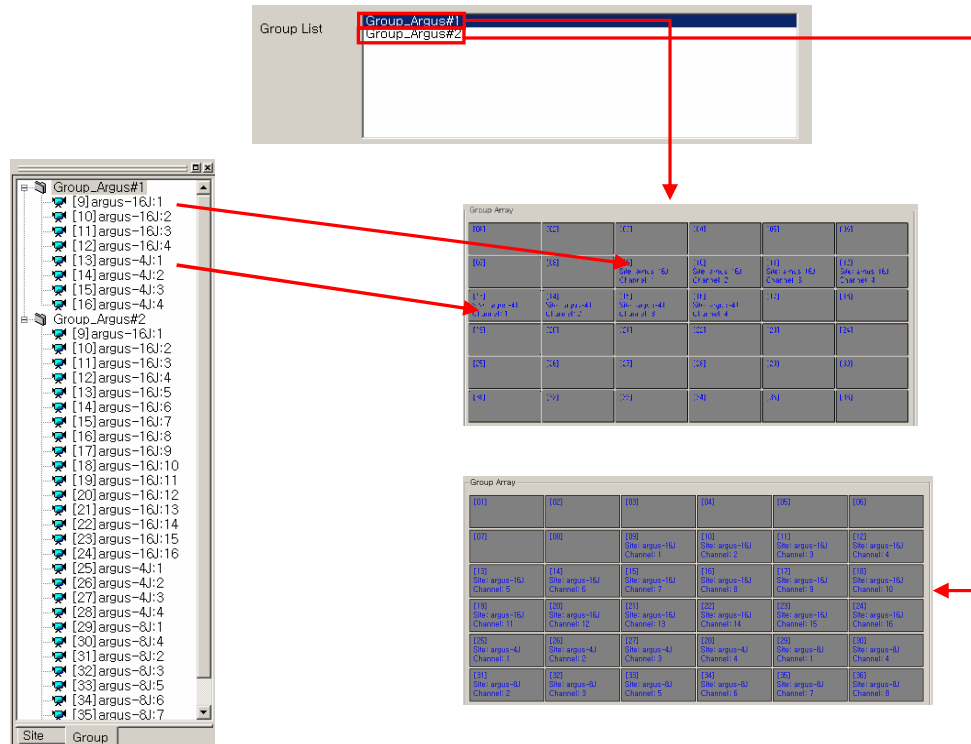 Group List
Group_Argus#1
Group_Argus#2
Group_Argus#1
[9]argus-16J:1
[10]argus-16J:2
[11]argus-16J:3
[12]argus-16J:4
[13]argus-4J:1
[14]argus-4J:2
[15]argus-4J:3
[16]argus-4J:4
Group_Argus#2
[9]argus-16J:1
[10]argus-16J:2
[11]argus-16J:3
[12]argus-16J:4
[13]argus-16J:5
[14]argus-16J:6
[15]argus-16J:7
[16]argus-16J:8
[17]argus-16J:9
[18]argus-16J:10
[19]argus-16J:11
[20]argus-16J:12
[21]argus-16J:13
[22]argus-16J:14
[23]argus-16J:15
[24]argus-16J:16
[25]argus-4J:1
[26]argus-4J:2
[27]argus-4J:3
[28]argus-4J:4
[29]argus-8J:1
[30]argus-8J:4
[31]argus-8J:2
[32]argus-8J:3
[33]argus-8J:5
[34]argus-8J:6
[35]argus-8J:7
Site Group
Group Array
Group Array
[01] [02] [03] [04] [05] [06]
[07] [08] [09] [10] [11] [12]
Site: argus-16J Site: argus-16J Site: argus-16J Site: argus-16J
Channel: 1 Channel: 2 Channel: 3 Channel: 4
[13] [14] [15] [16] [17] [18]
Site: argus-16J Site: argus-16J Site: argus-16J Site: argus-16J Site: argus-16J Site: argus-16J
Channel: 5 Channel: 6 Channel: 7 Channel: 8 Channel: 9 Channel: 10
[19] [20] [21] [22] [23] [24]
Site: argus-16J Site: argus-16J Site: argus-16J Site: argus-16J Site: argus-16J Site: argus-16J
Channel: 11 Channel: 12 Channel: 13 Channel: 14 Channel: 15 Channel: 16
[25] [26] [27] [28] [29] [30]
Site: argus-4J Site: argus-4J Site: argus-4J Site: argus-4J Site: argus-8J Site: argus-8J
Channel: 1 Channel: 2 Channel: 3 Channel: 4 Channel: 1 Channel: 4
[31] [32] [33] [34] [35] [36]
Site: argus-8J Site: argus-8J Site: argus-8J Site: argus-8J Site: argus-8J Site: argus-8J
Channel: 2 Channel: 3 Channel: 5 Channel: 6 Channel: 7 Channel: 8